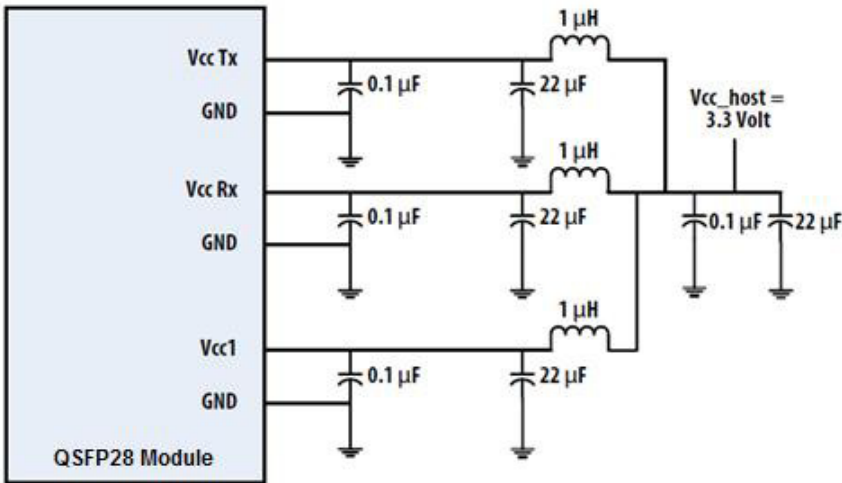 1 μH
Vcc Tx
0.1 μF
22 μF
GND
Vcc_host =
3.3 Volt
1 μH
Vcc Rx
0.1 μF
22 μF
0.1 μF
22 μF
GND
1 μH
Vcc1
0.1 μF
22 μF
GND
QSFP28 Module